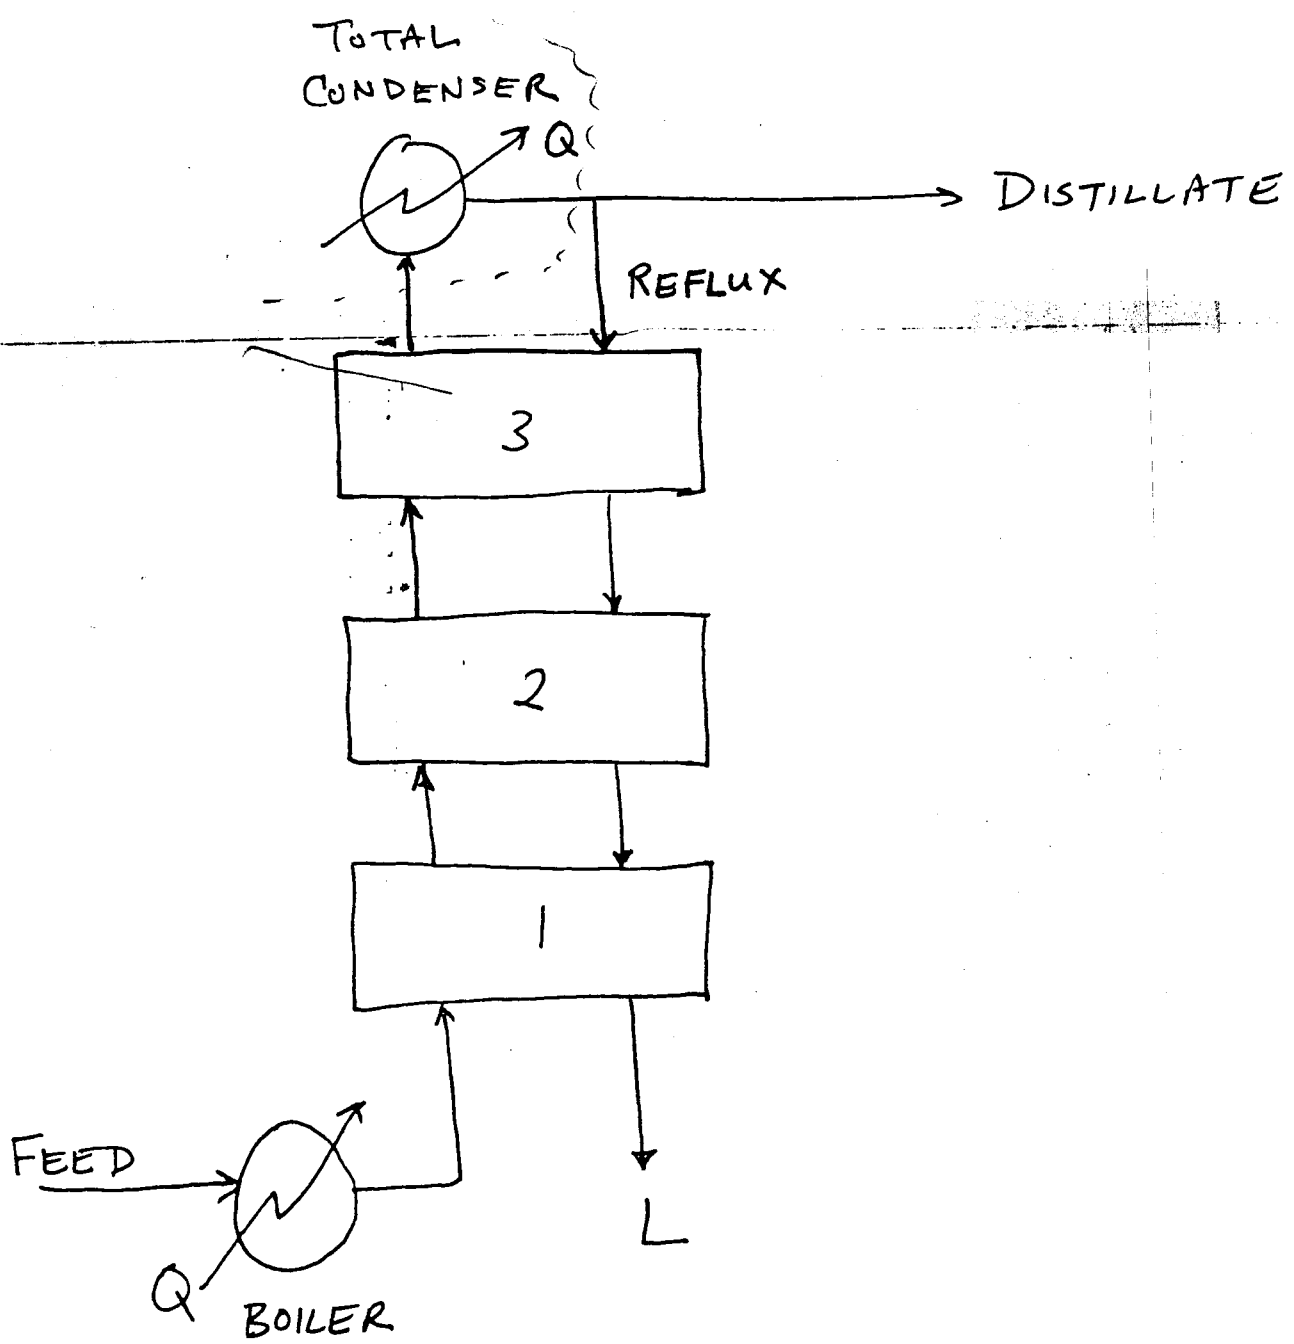 TOTAL
CONDENSER
Q
DISTILLATE
REFLUX
3
2
1
FEED
L
Q
BOILER